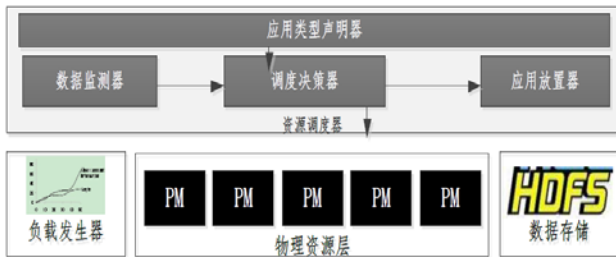 应用类型声明器
数据监测器
调度决策器
应用放置器
资源调度器
PM
PM
PM
PM
PM
HDFS
负载发生器
物理资源层
数据存储